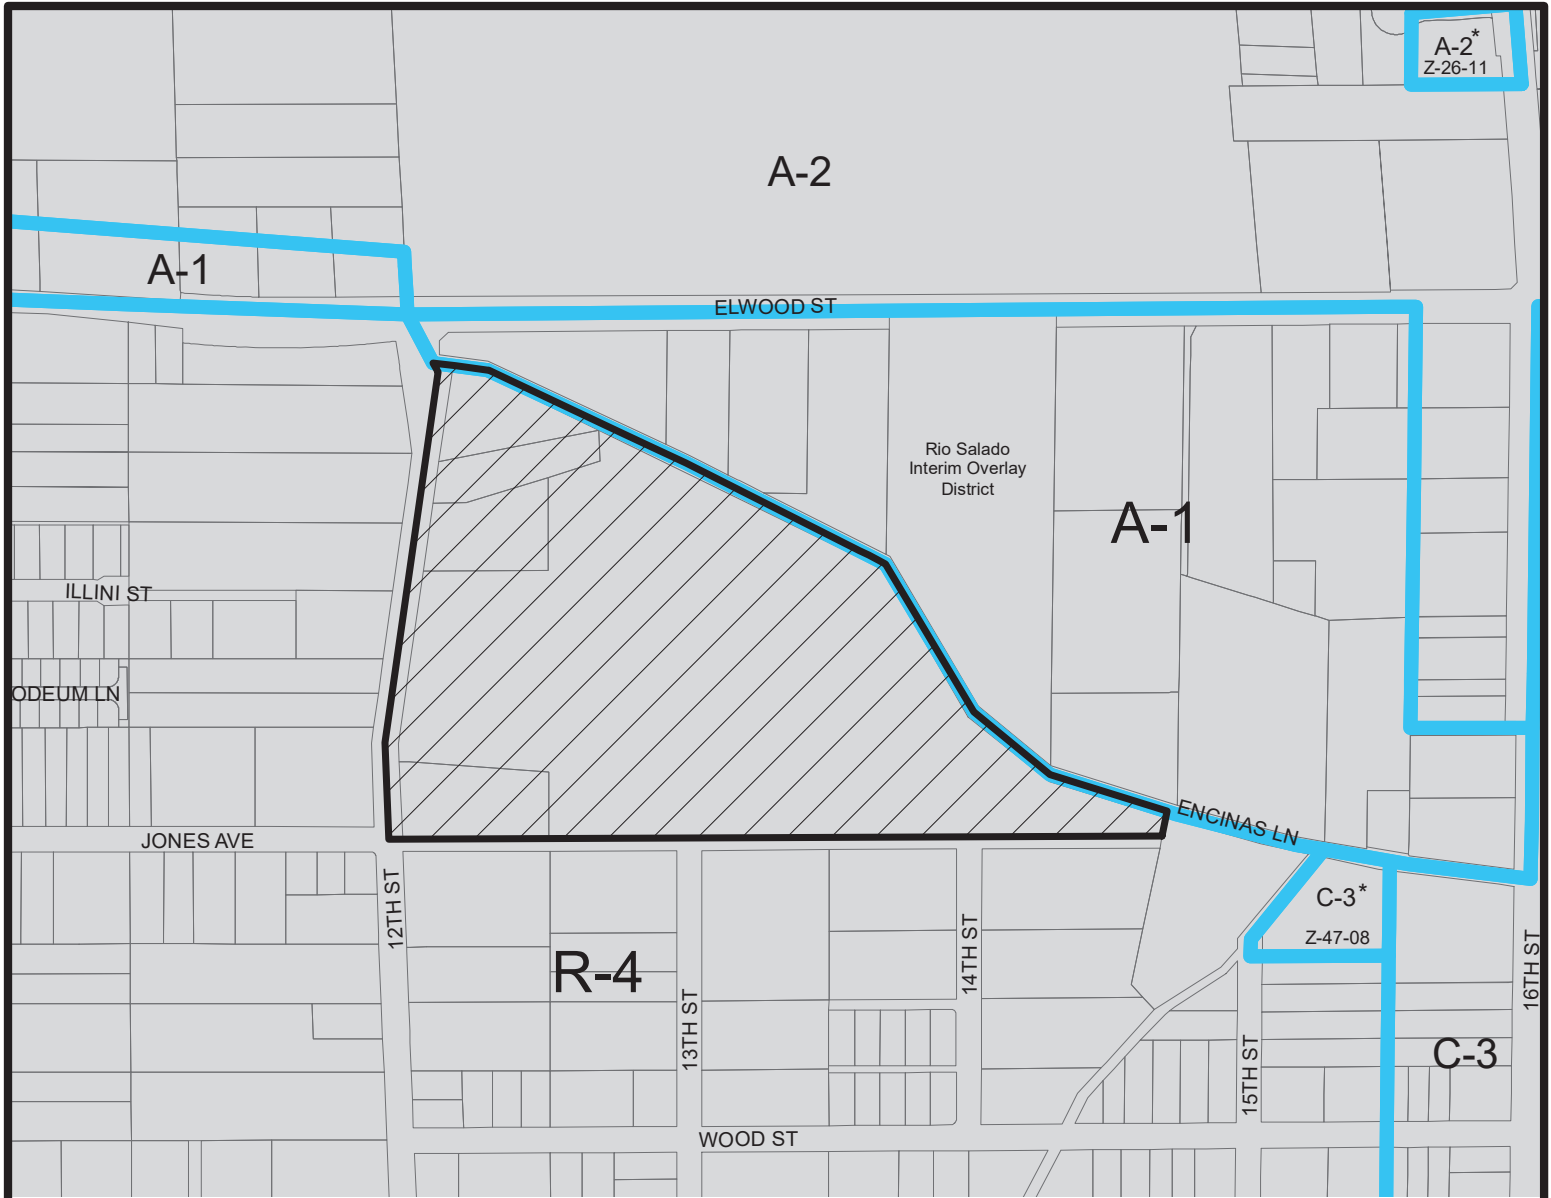 A-2*
Z-26-11
A-2
A-1
ELWOOD ST
Rio Salado
Interim Overlay
District
A-1
ILLINI ST
ODEUM LN
ENCINAS LN
JONES AVE
12TH ST
C-3*
Z-47-08
R-4
14TH ST
16TH ST
13TH ST
15TH ST
C-3
WOOD ST